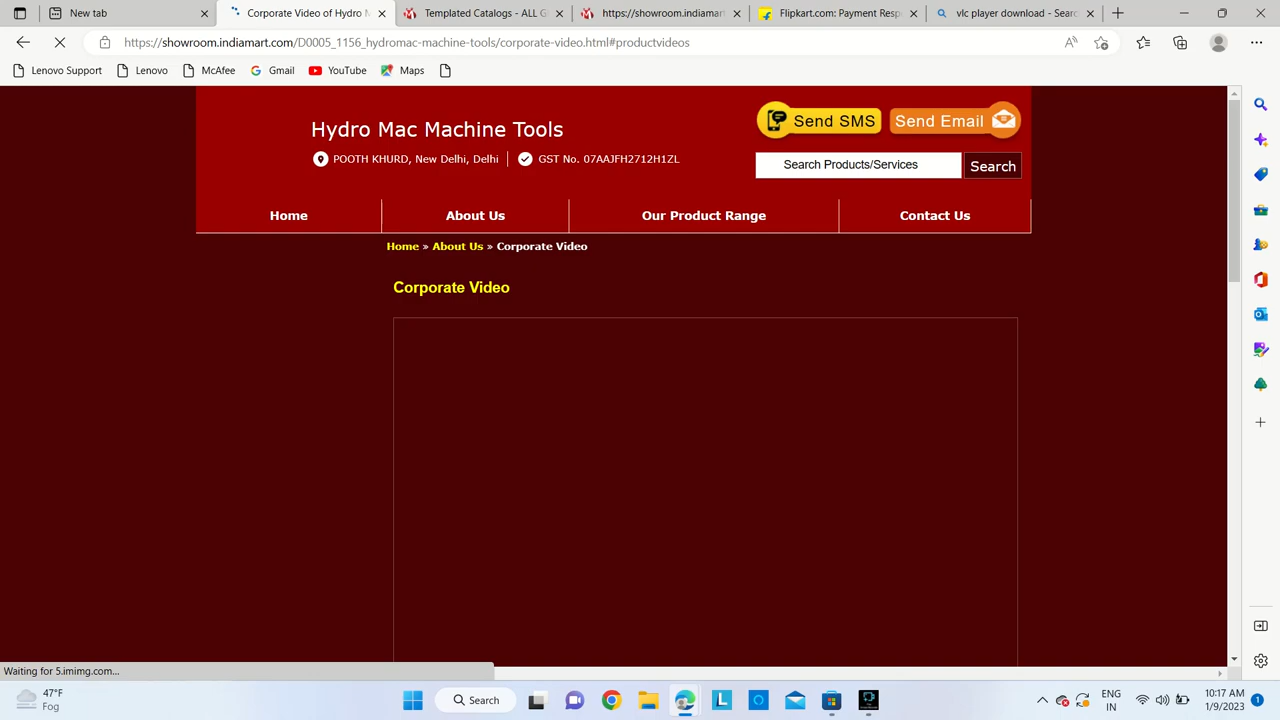 New tab
Corporate Video of Hydro M
Templated Catalogs - ALL G
https://showroom.indiamart
Flipkart.com: Payment Resp
vlc player download - Searc
https://showroom.indiamart.com/D0005_1156_hydromac-machine-tools/corporate-video.html#productvideos
Lenovo Support
Lenovo
McAfee
Gmail
YouTube
Maps
Hydro Mac Machine Tools
POOTH KHURD, New Delhi, Delhi
GST No. 07AAJFH2712H1ZL
Send SMS
Send Email
Search Products/Services
Search
Home
About Us
Our Product Range
Contact Us
Home » About Us » Corporate Video
Corporate Video
Waiting for 5.imimg.com...
47°F
Fog
Search
ENG
IN
10:17 AM
1/9/2023
1